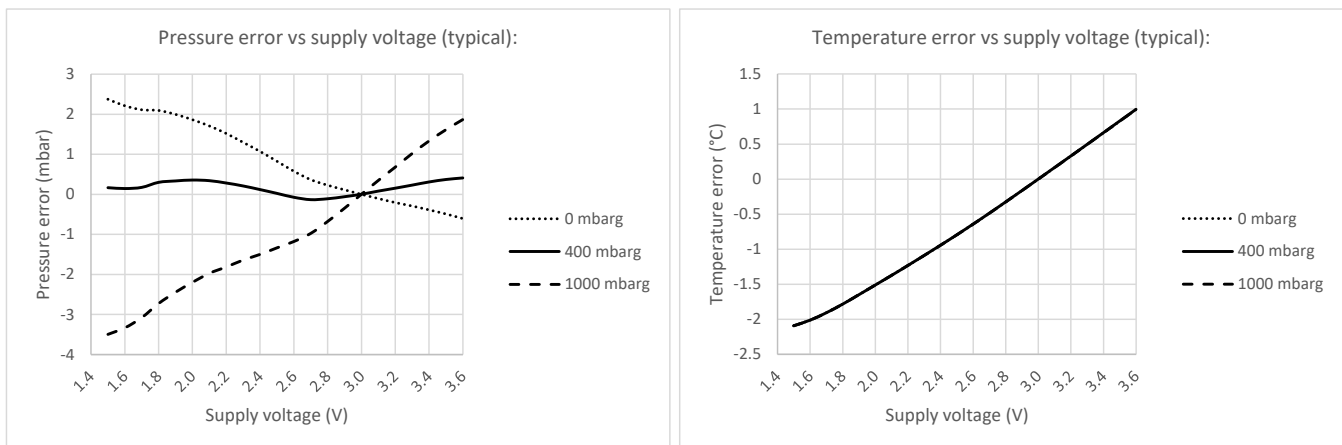 Pressure error vs supply voltage (typical):
3
2
1
0
-1
-2
-3
-4
Pressure error (mbar)
1.4 1.6 1.8 2.0 2.2 2.4 2.6 2.8 3.0 3.2 3.4 3.6
Supply voltage (V)
0 mbarg
400 mbarg
1000 mbarg
Temperature error vs supply voltage (typical):
1.5
1
0.5
0
-0.5
-1
-1.5
-2
-2.5
Temperature error (°C)
1.4 1.6 1.8 2.0 2.2 2.4 2.6 2.8 3.0 3.2 3.4 3.6
Supply voltage (V)
0 mbarg
400 mbarg
1000 mbarg